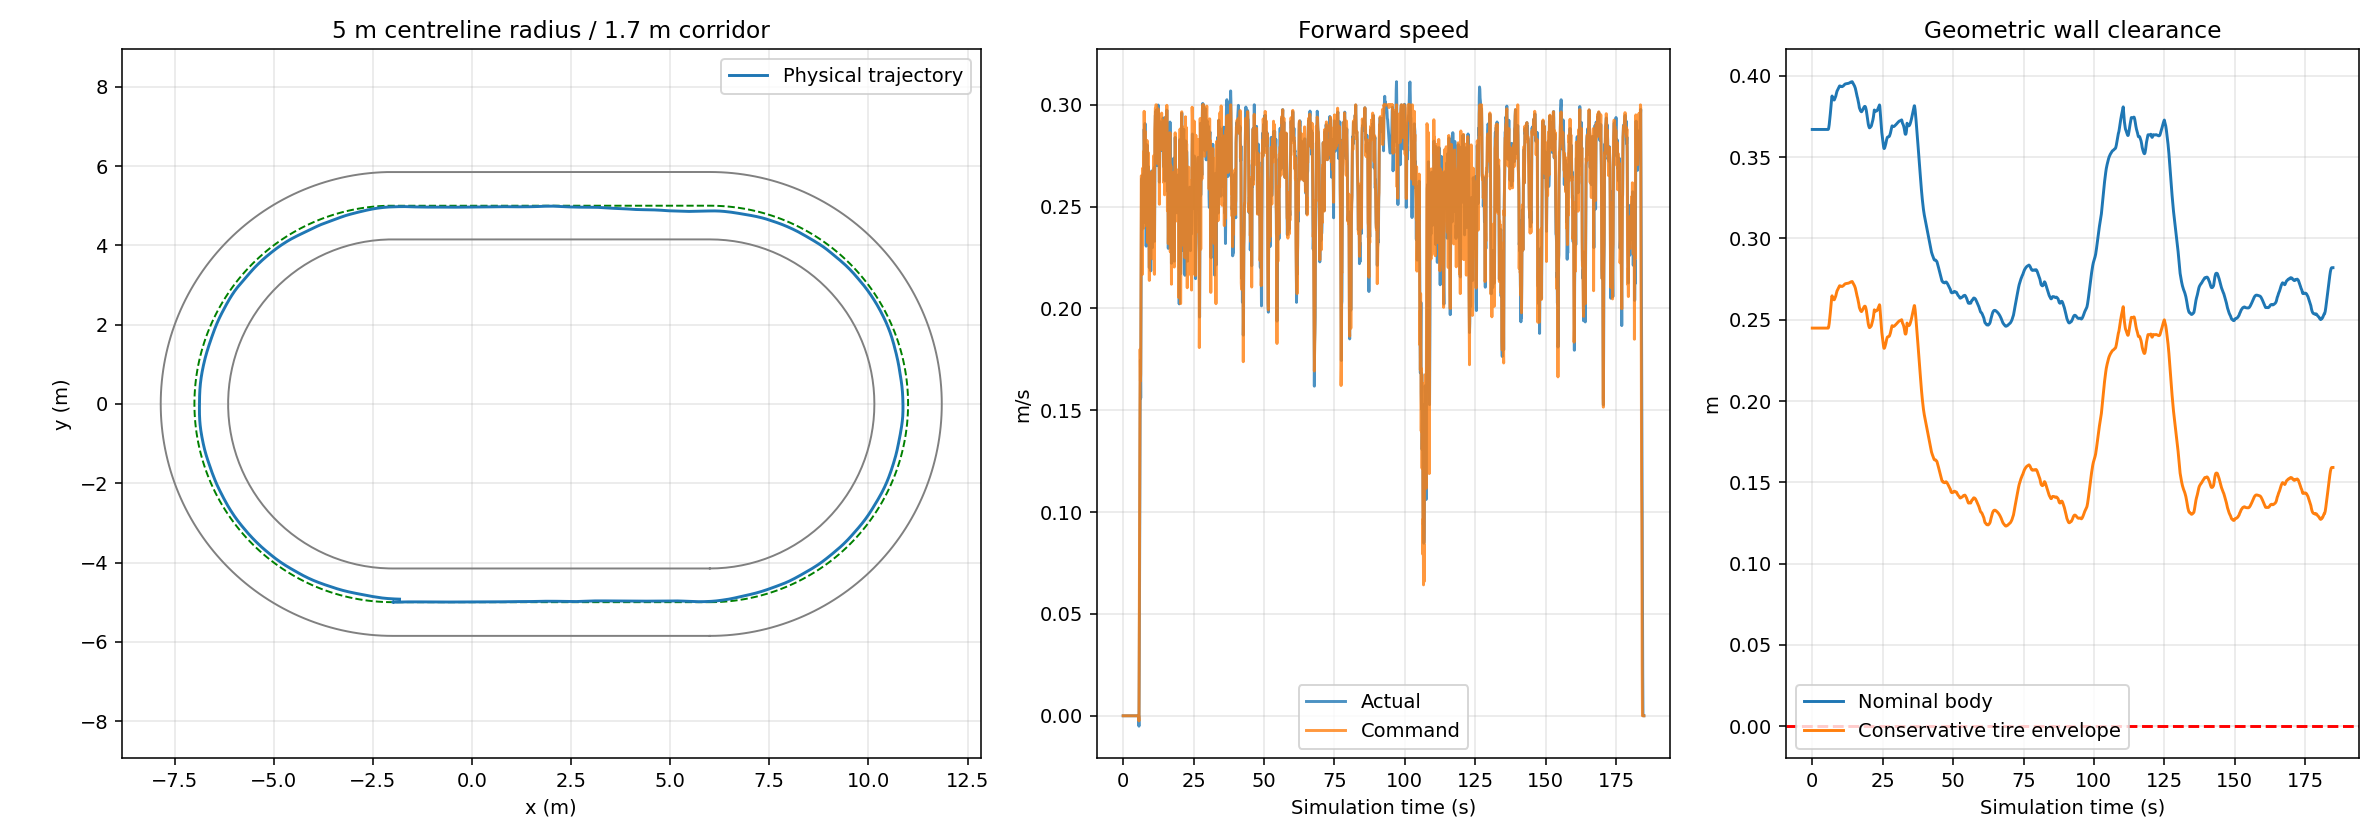 5 m centreline radius / 1.7 m corridor
Physical trajectory
8
6
4
2
0
−2
−4
−6
−8
y (m)
−7.5 −5.0 −2.5 0.0 2.5 5.0 7.5 10.0 12.5
x (m)
Forward speed
0.30
0.25
0.20
0.15
0.10
0.05
0.00
m/s
Actual
Command
0 25 50 75 100 125 150 175
Simulation time (s)
Geometric wall clearance
0.40
0.35
0.30
0.25
0.20
0.15
0.10
0.05
0.00
m
Nominal body
Conservative tire envelope
0 25 50 75 100 125 150 175
Simulation time (s)